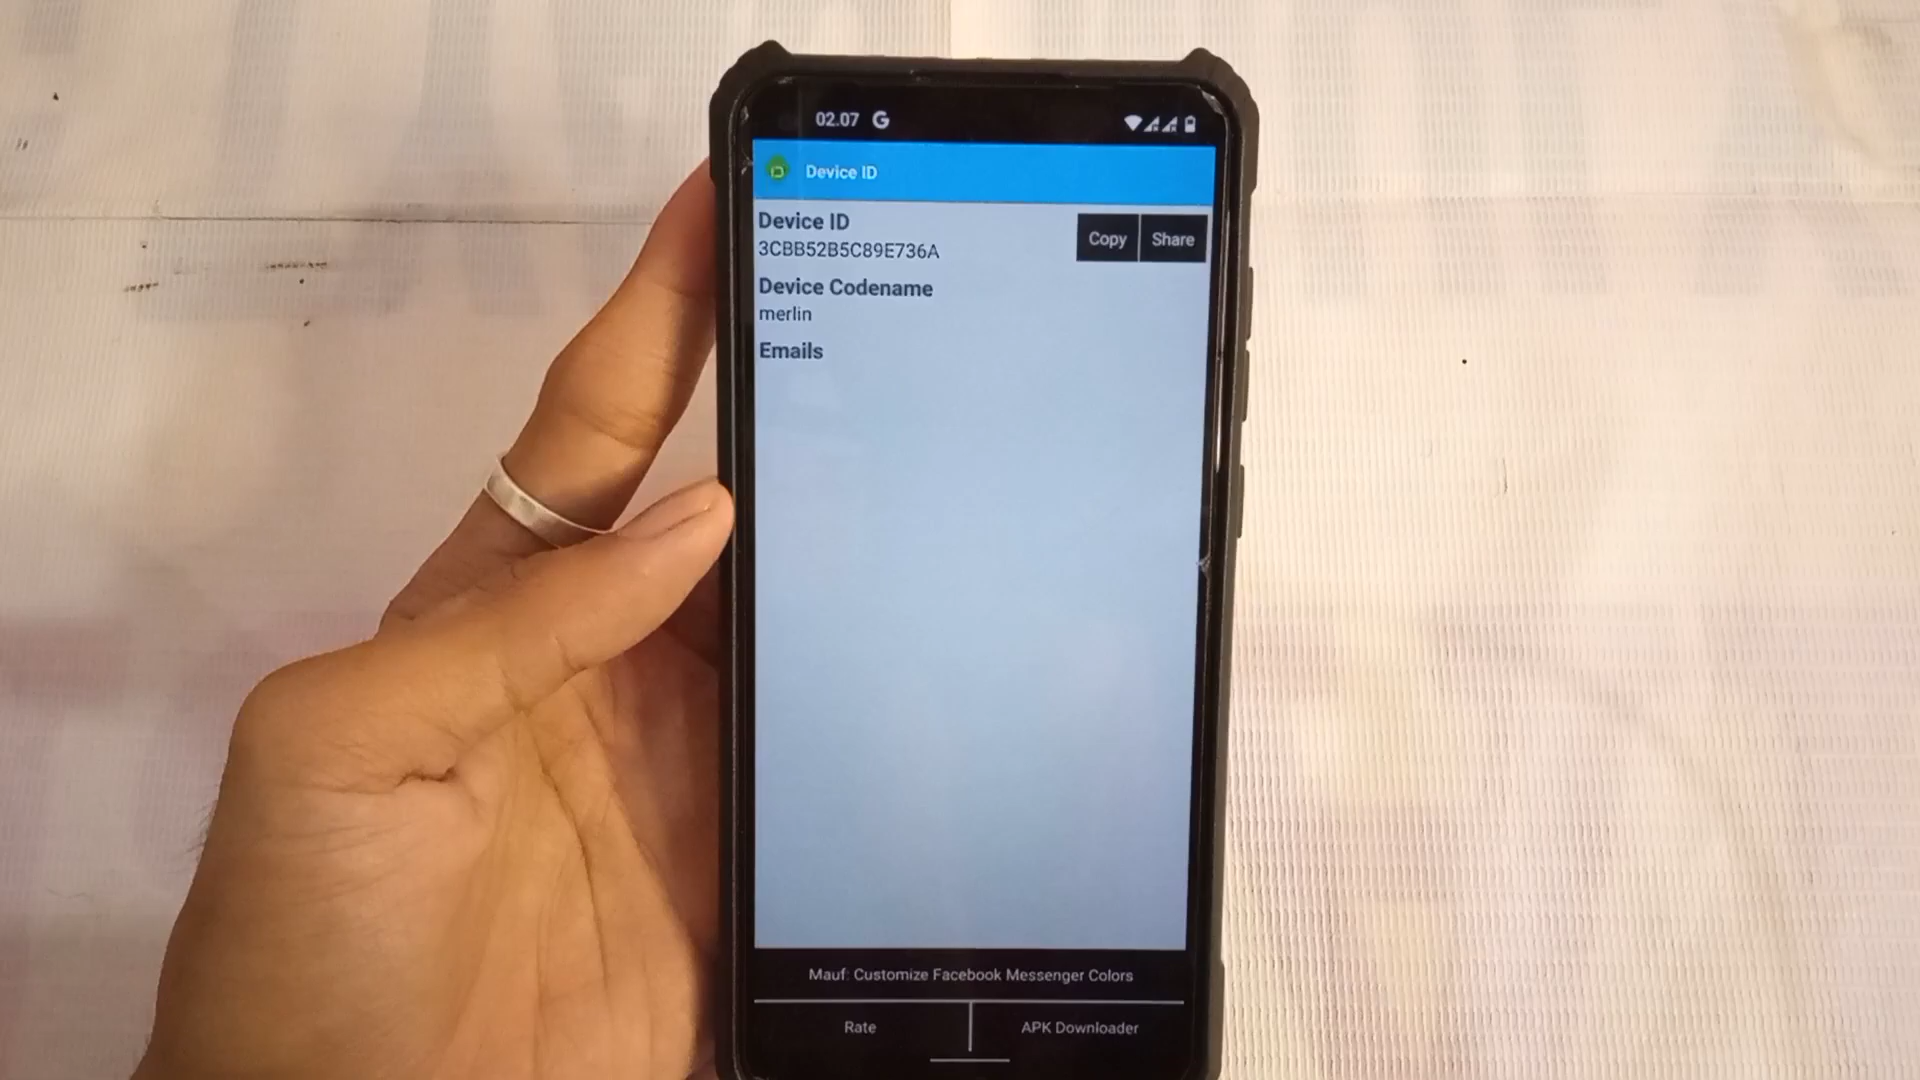 02.07 G
Device ID
Device ID
3CBB52B5C89E736A
Copy Share
Device Codename
merlin
Emails
Mauf: Customize Facebook Messenger Colors
Rate APK Downloader